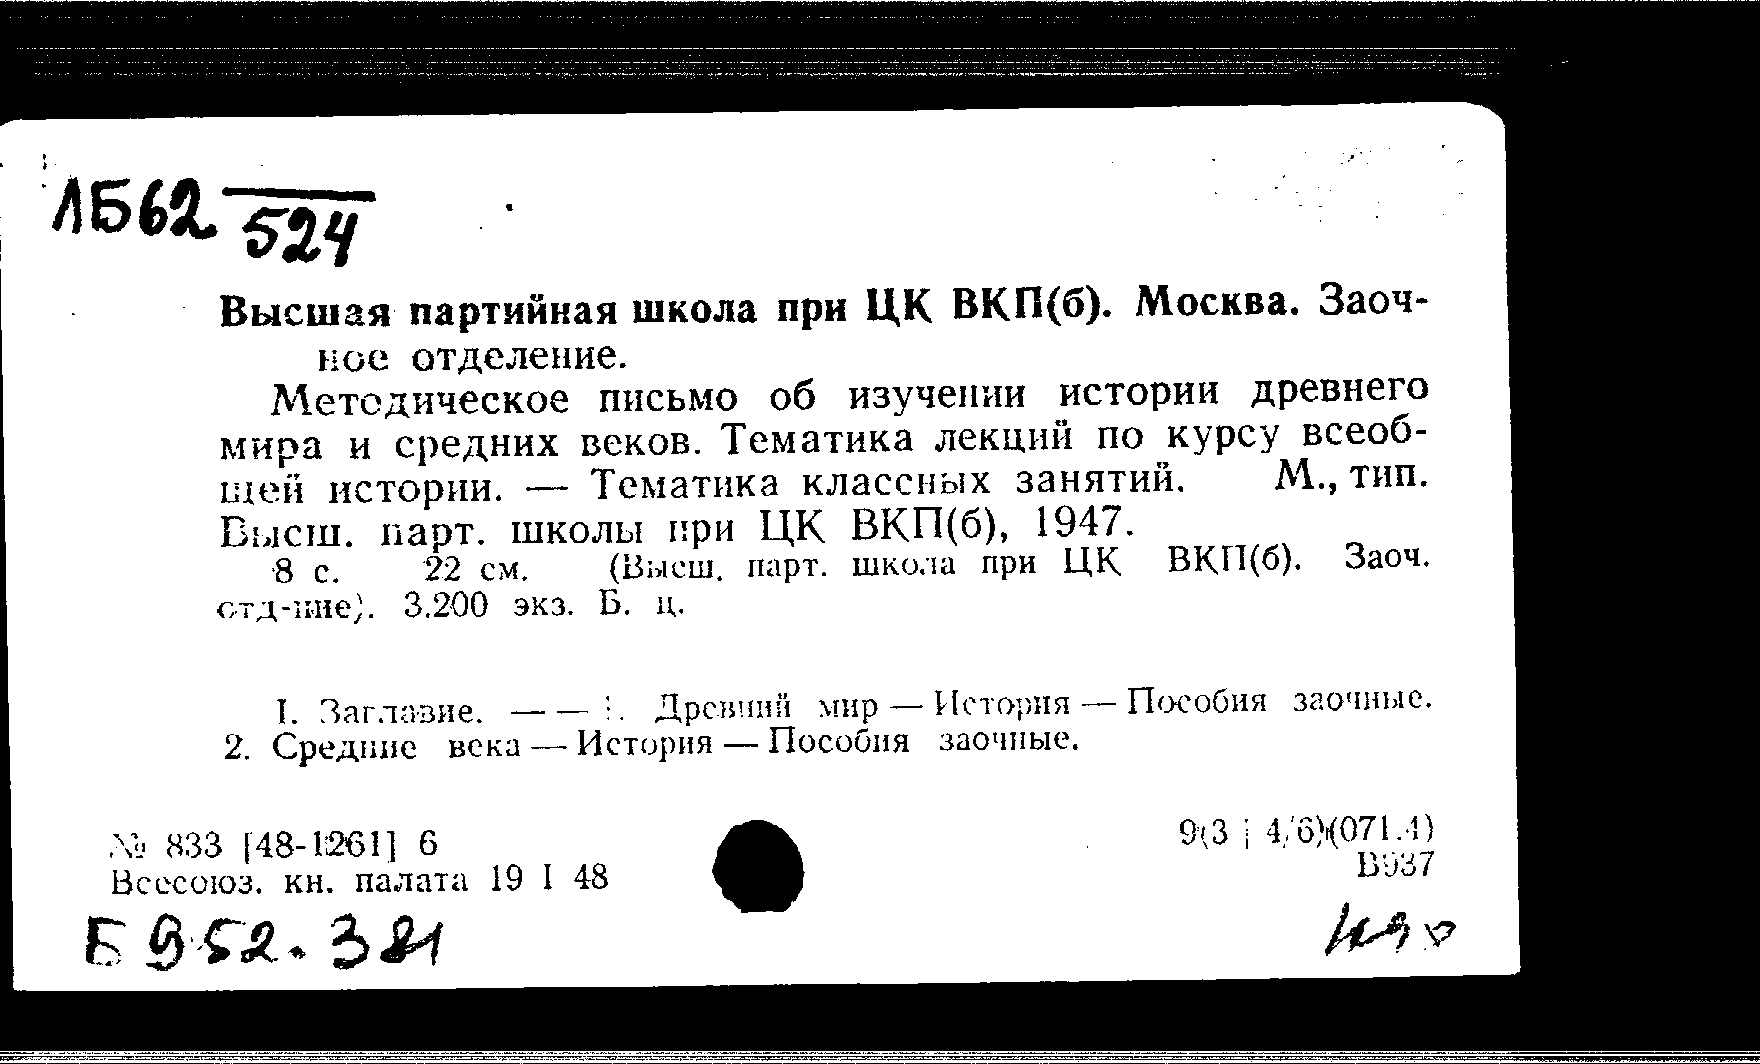 ЛБ62 524
Высшая партийная школа при ЦК ВКП(б). Москва. Заоч-
ное отделение.
Методическое письмо об изучении истории древнего
мира и средних веков. Тематика лекций по курсу всеоб-
щей истории. — Тематика классных занятий. М., тип.
Высш. парт. школы при ЦК ВКП(б), 1947.
8 с. 22 см. (Высш. парт. школа при ЦК ВКП(б). Заоч.
отд-ние). 3.200 экз. Б. ц.
I. Заглавие. — — 1. Древний мир — История — Пособия заочные.
2. Средние века — История — Пособия заочные.
№ 833 [48-1261] 6
9(3 + 4/6)(071.4)
Всесоюз. кн. палата 19 I 48
В937
Б 952.381